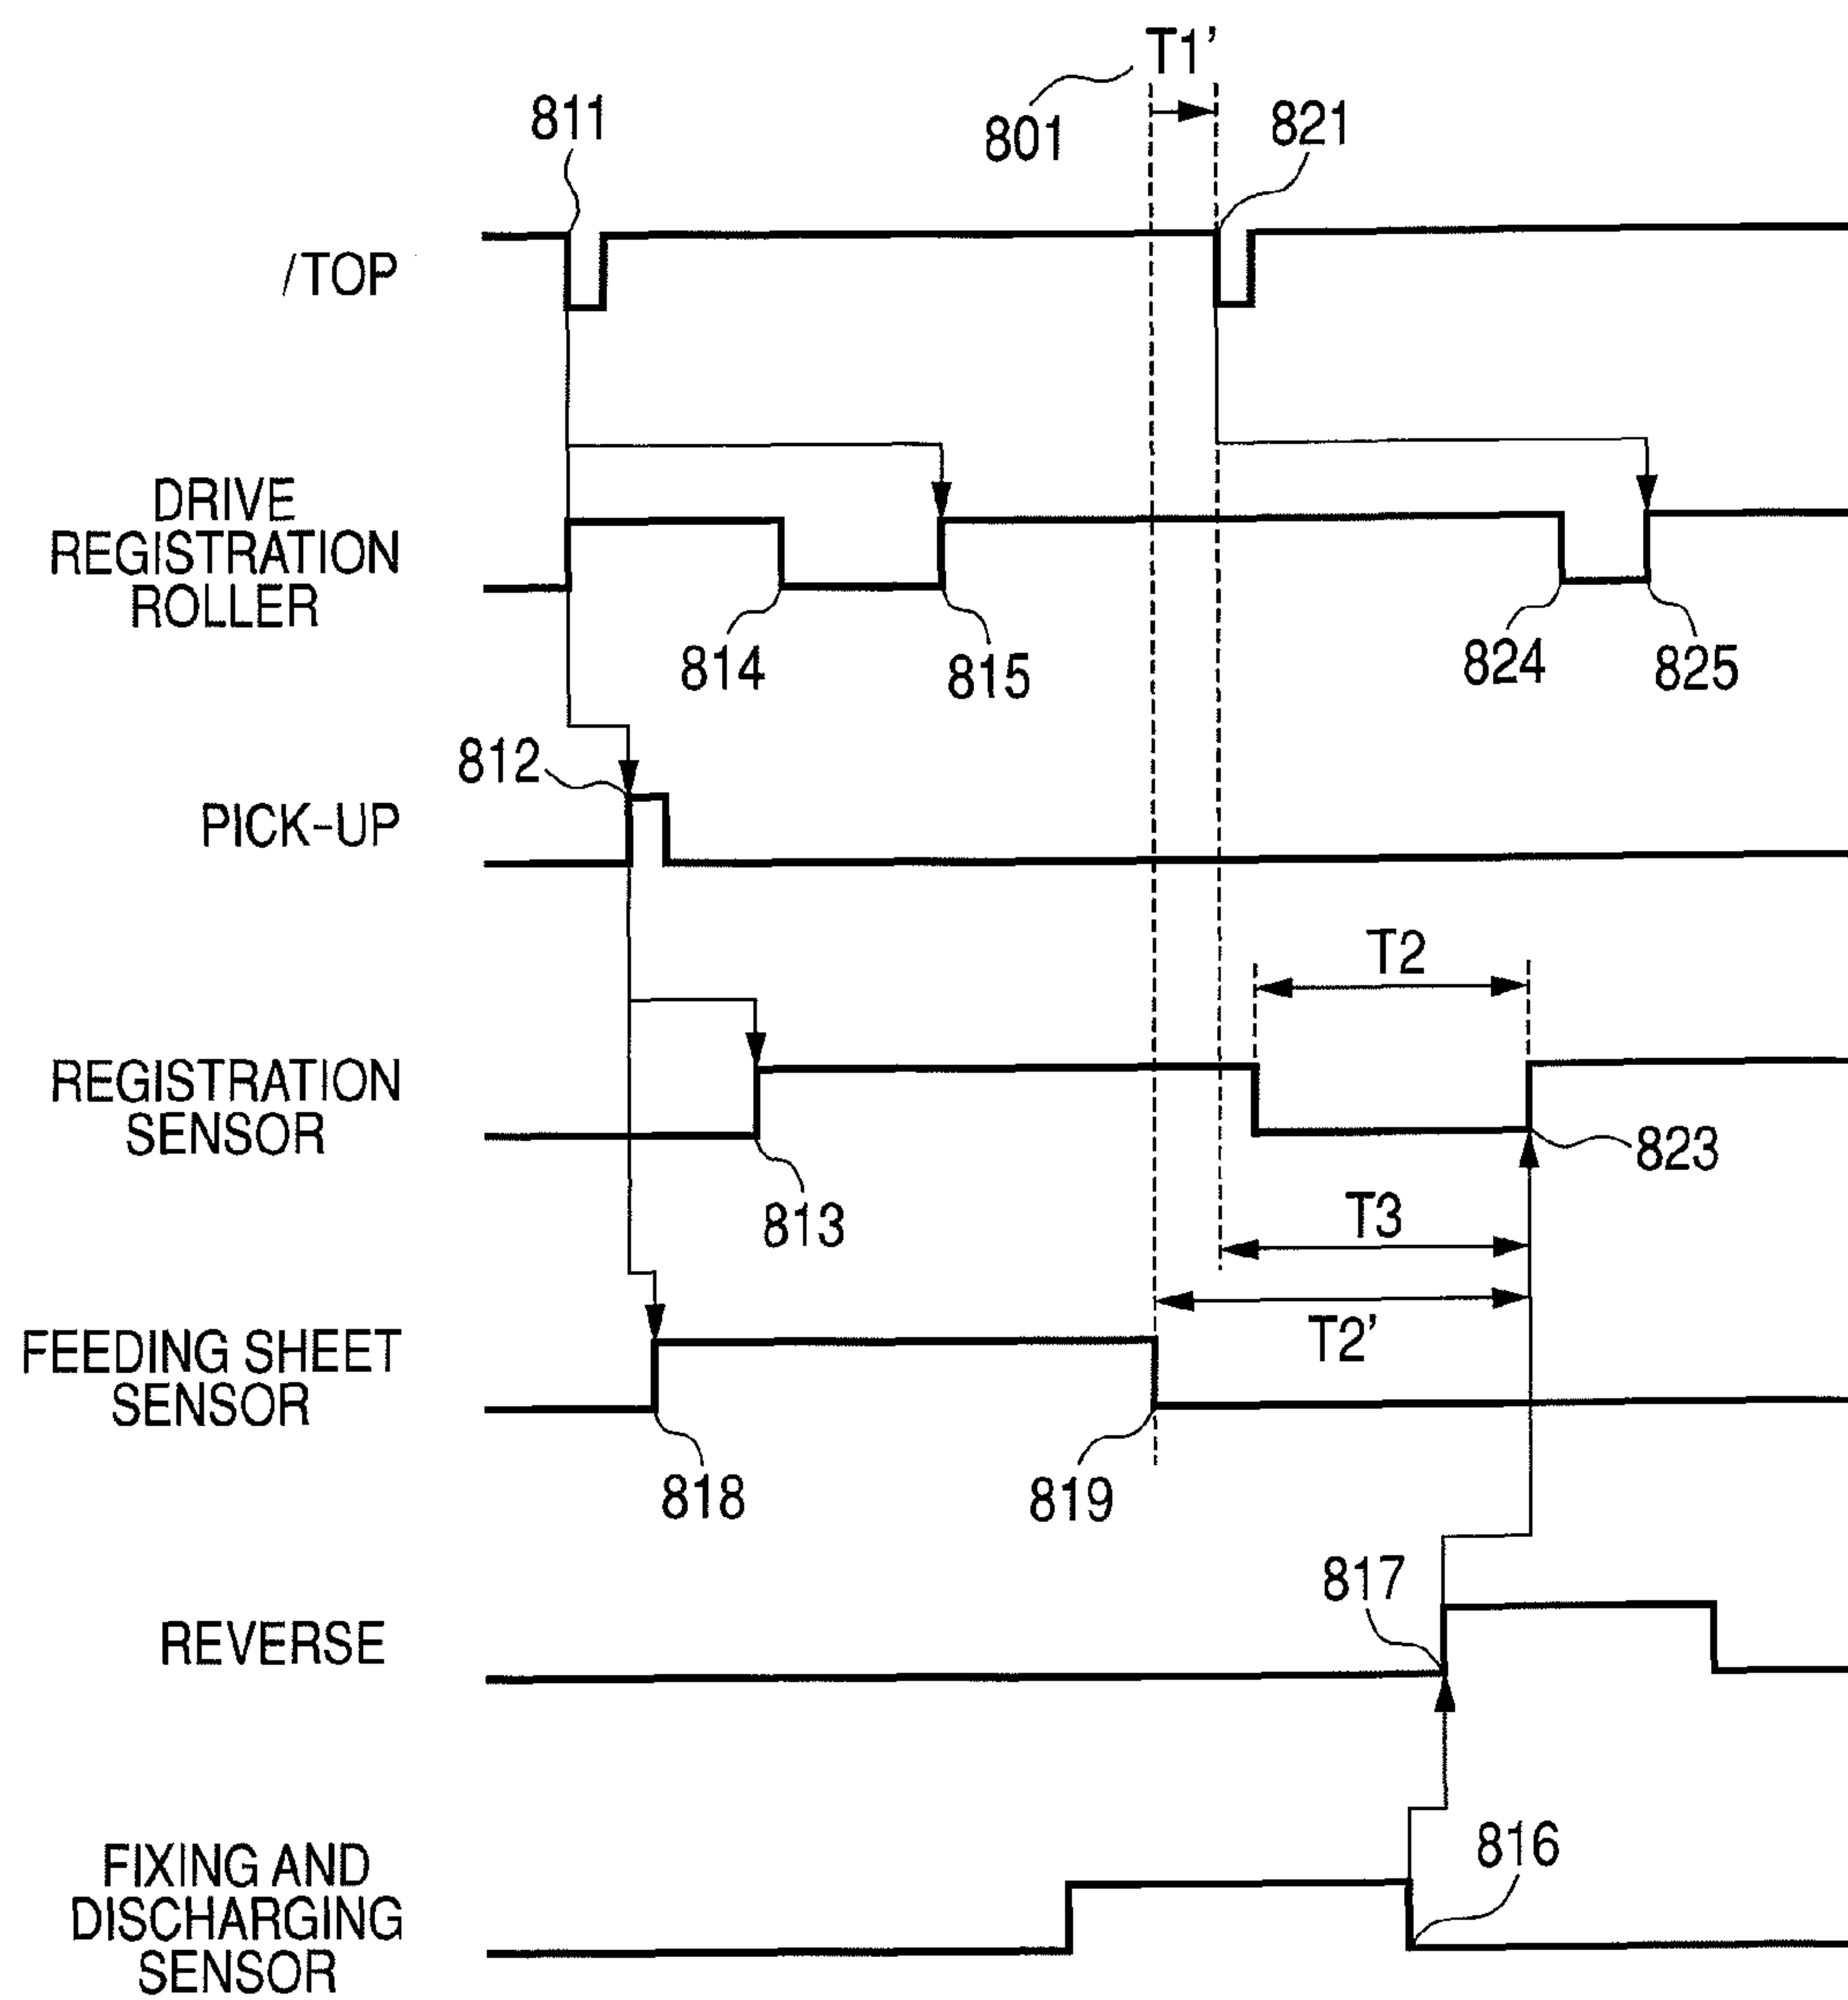 T1'
811
801
821
/TOP
DRIVE
REGISTRATION
ROLLER
814
815
824
825
812
PICK-UP
T2
REGISTRATION
SENSOR
823
813
T3
T2'
FEEDING SHEET
SENSOR
818
819
817
REVERSE
816
FIXING AND
DISCHARGING
SENSOR